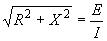 √(R² + X²) = E/I